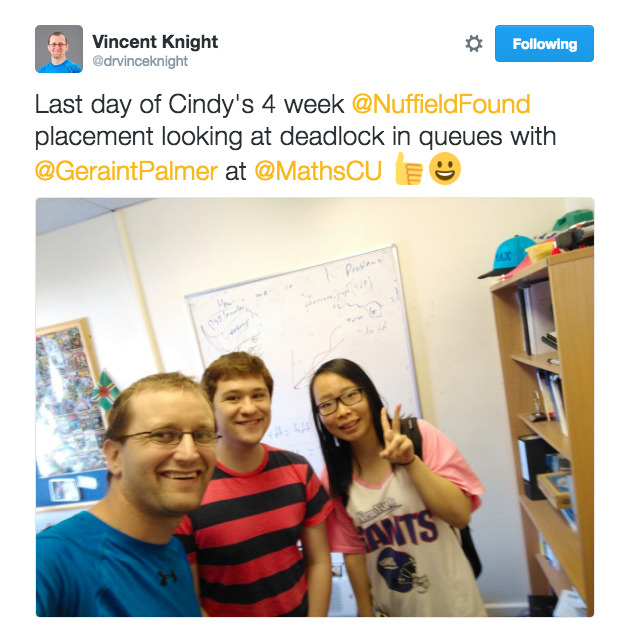 Vincent Knight
@drvinceknight
Following
Last day of Cindy's 4 week @NuffieldFound
placement looking at deadlock in queues with
@GeraintPalmer at @MathsCU 👍😀
Problems
GIANTS